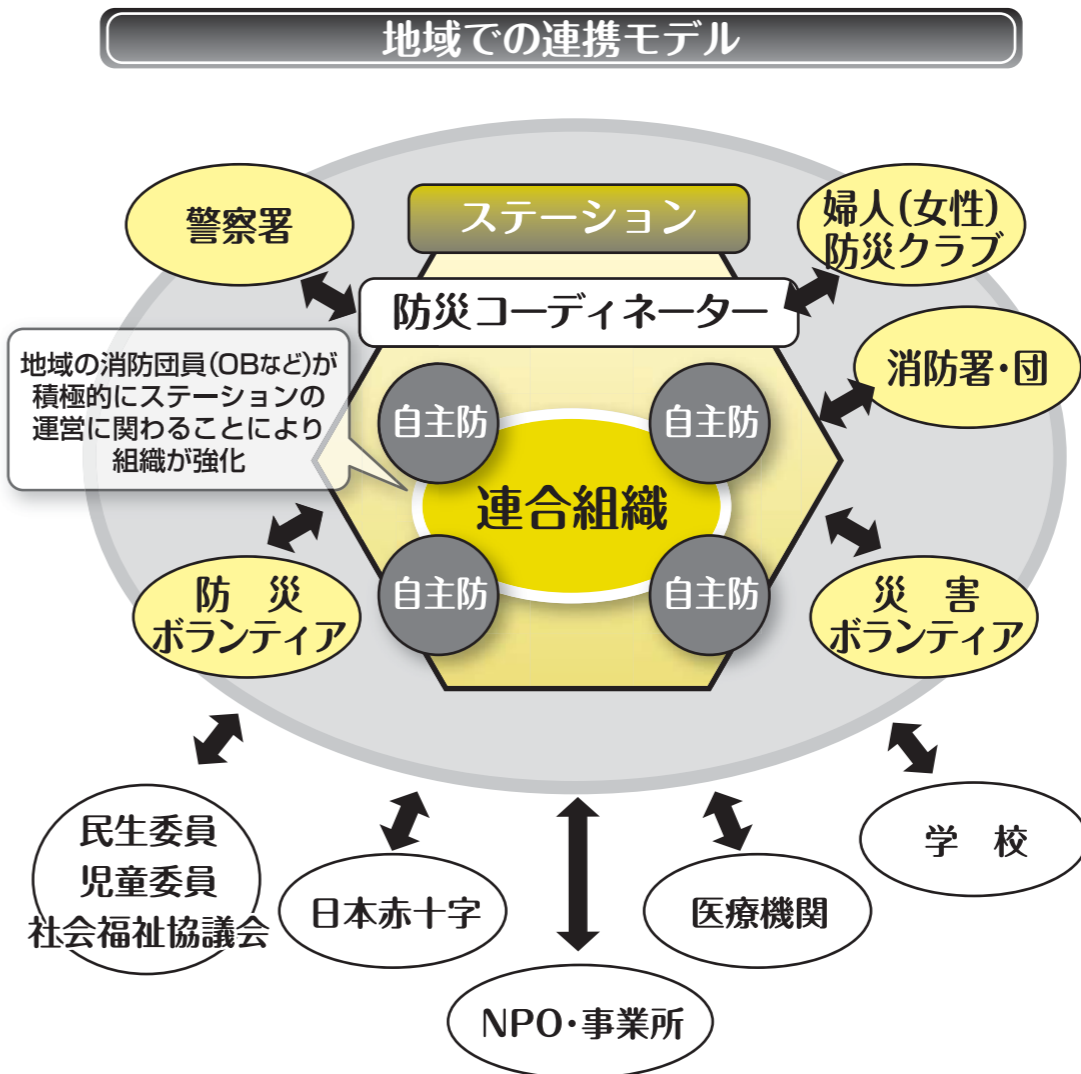 地域での連携モデル
警察署
ステーション
婦人(女性)
防災クラブ
防災コーディネーター
消防署・団
地域の消防団員(OBなど)が
積極的にステーションの
運営に関わることにより
組織が強化
自主防
自主防
連合組織
自主防
自主防
防 災
ボランティア
災 害
ボランティア
民生委員
児童委員
社会福祉協議会
日本赤十字
医療機関
学 校
NPO・事業所